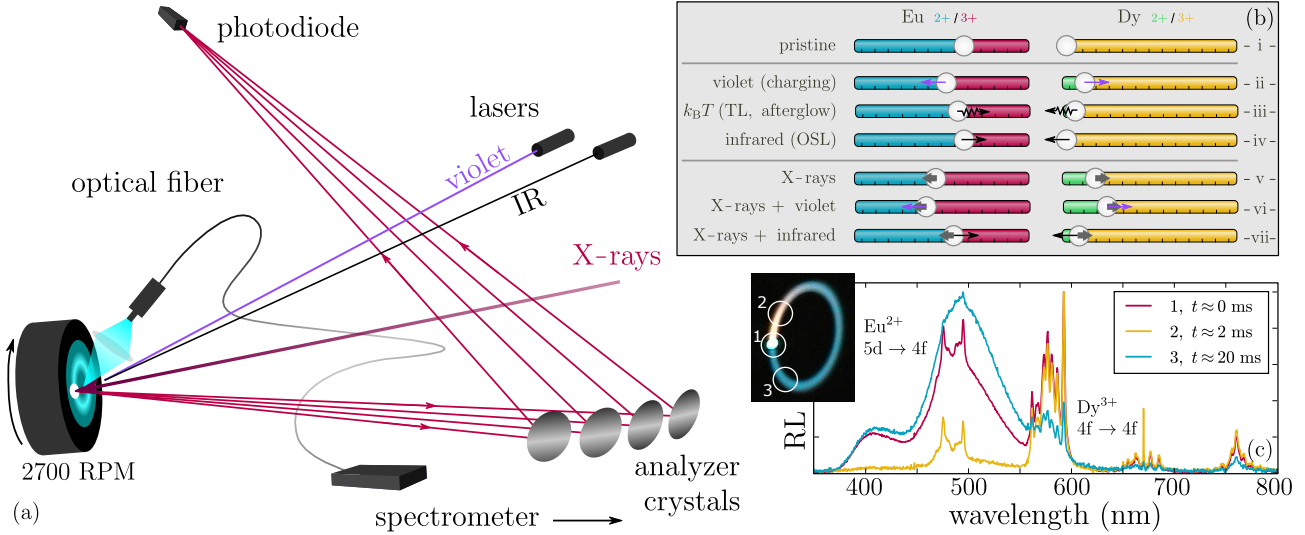 photodiode
lasers
violet
IR
optical fiber
X-rays
2700 RPM
analyzer
crystals
spectrometer
(a)
Eu 2+ / 3+ Dy 2+ / 3+ (b)
pristine - i -
violet (charging) - ii -
k_BT (TL, afterglow) - iii -
infrared (OSL) - iv -
X-rays - v -
X-rays + violet - vi -
X-rays + infrared -vii-
2
1
3
Eu²⁺
5d → 4f
1, t ≈ 0 ms
2, t ≈ 2 ms
3, t ≈ 20 ms
Dy³⁺
4f → 4f
RL
(c)
400 500 600 700 800
wavelength (nm)